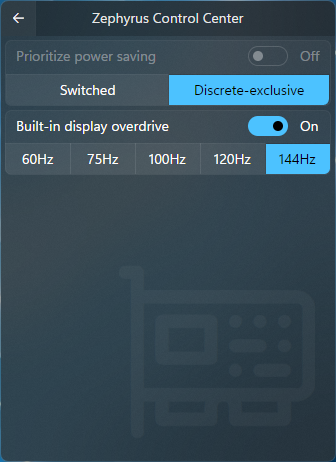 Zephyrus Control Center
Prioritize power saving Off
Switched Discrete-exclusive
Built-in display overdrive On
60Hz 75Hz 100Hz 120Hz 144Hz